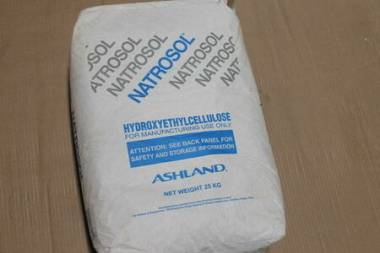 NATROSOL
NATROSOL
NATROSOL
NATROSOL
NATROSOL
HYDROXYETHYLCELLULOSE
FOR MANUFACTURING USE ONLY
ATTENTION: SEE BACK PANEL FOR
SAFETY AND STORAGE INFORMATION
ASHLAND
NET WEIGHT 25 KG